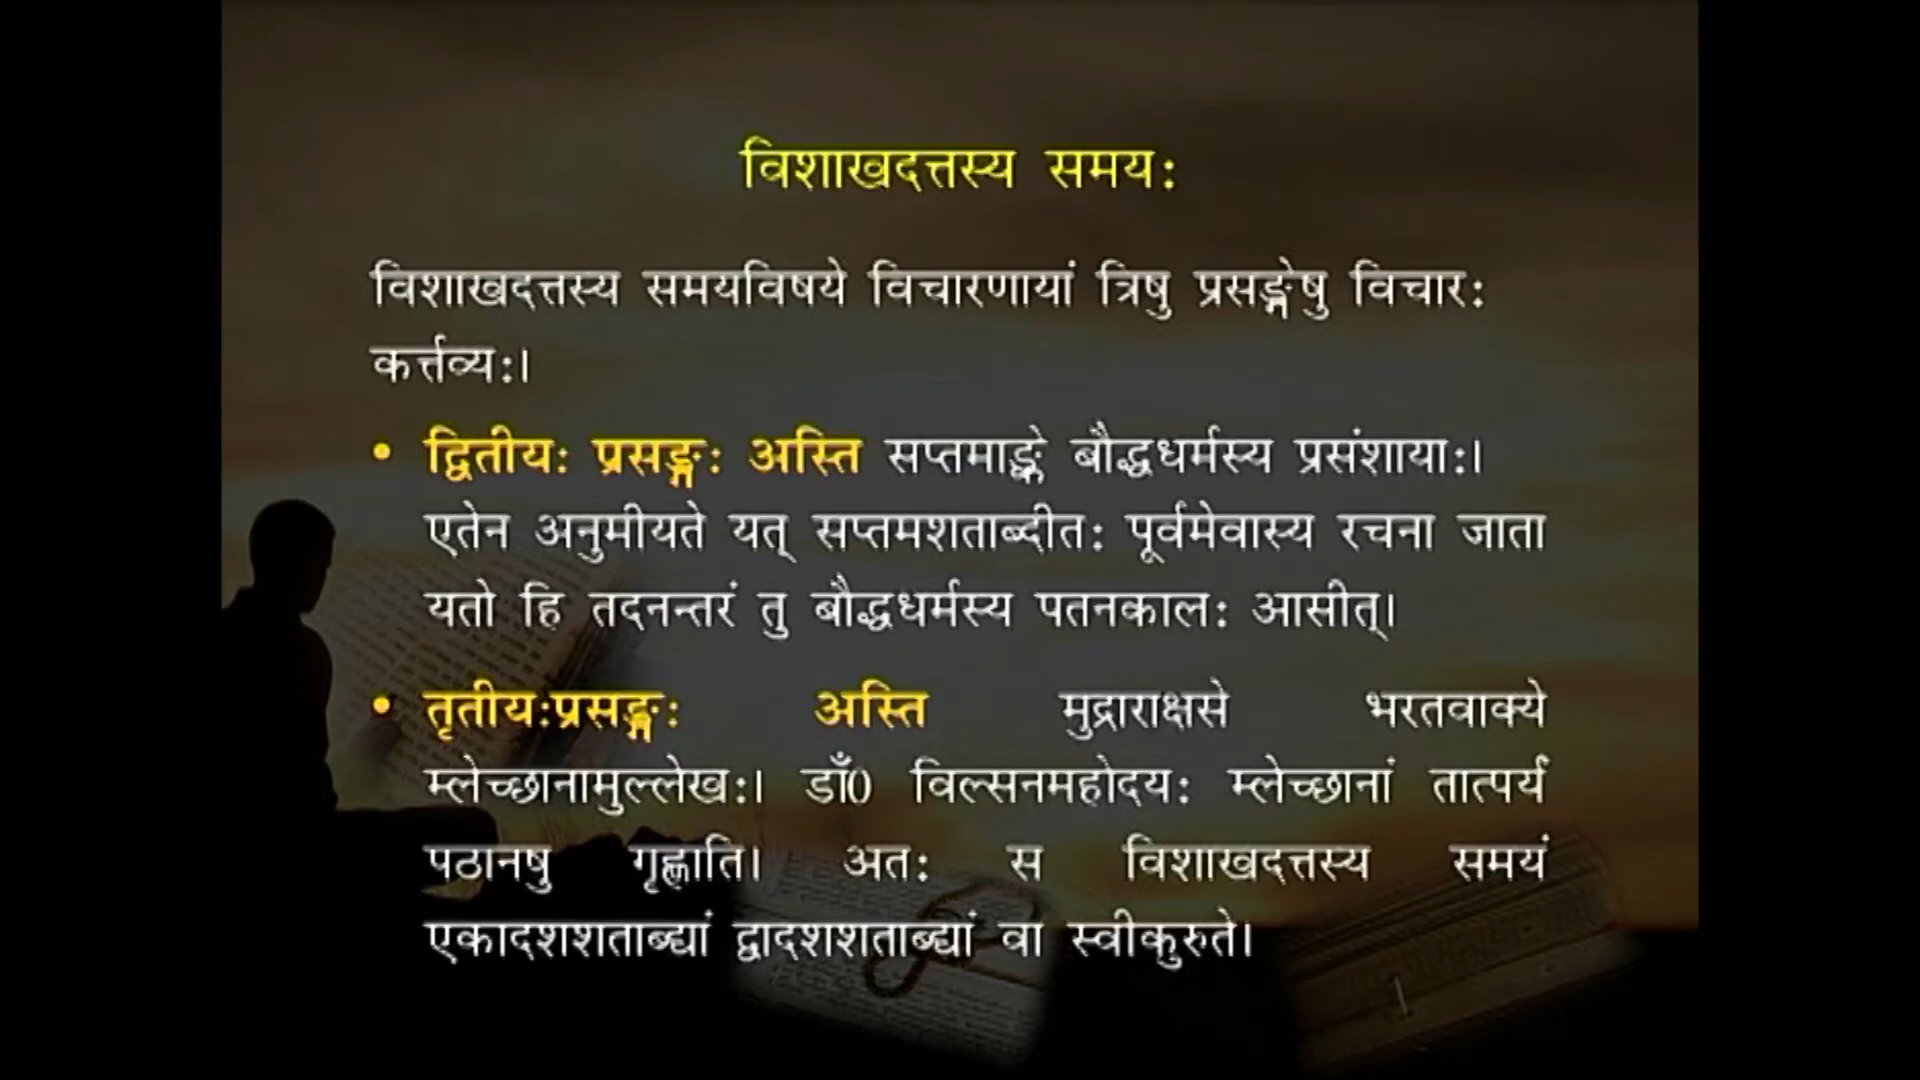 विशाखदत्तस्य समयः
विशाखदत्तस्य समयविषये विचारणायां त्रिषु प्रसङ्गेषु विचारः
कर्त्तव्यः।
• द्वितीयः प्रसङ्गः अस्ति सप्तमाङ्के बौद्धधर्मस्य प्रसंशायाः।
एतेन अनुमीयते यत् सप्तमशताब्दीतः पूर्वमेवास्य रचना जाता
यतो हि तदनन्तरं तु बौद्धधर्मस्य पतनकालः आसीत्।
• तृतीयःप्रसङ्गः अस्ति मुद्राराक्षसे भरतवाक्ये
म्लेच्छानामुल्लेखः। डाँ0 विल्सनमहोदयः म्लेच्छानां तात्पर्यं
पठानषु गृह्णाति। अतः स विशाखदत्तस्य समयं
एकादशशताब्द्यां द्वादशशताब्द्यां वा स्वीकुरुते।